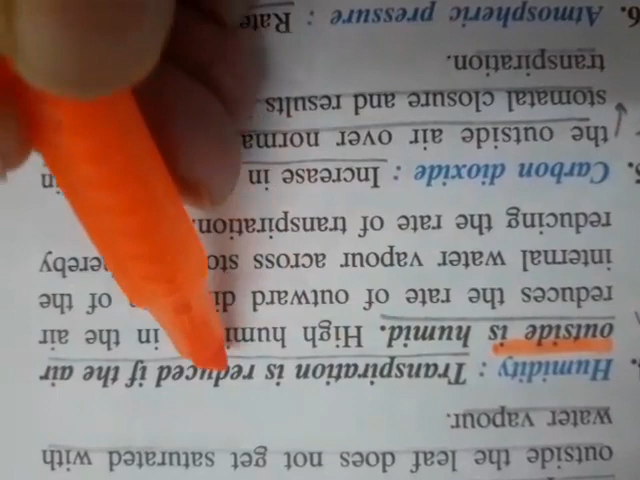 outside the leaf does not get saturated with
water vapour.
Humidity : Transpiration is reduced if the air
outside is humid. High humi in the air
reduces the rate of outward di of the
internal water vapour across sto ereby
reducing the rate of transpiration.
5. Carbon dioxide : Increase in in
the outside air over norma
stomatal closure and results
transpiration.
6. Atmospheric pressure : Rate